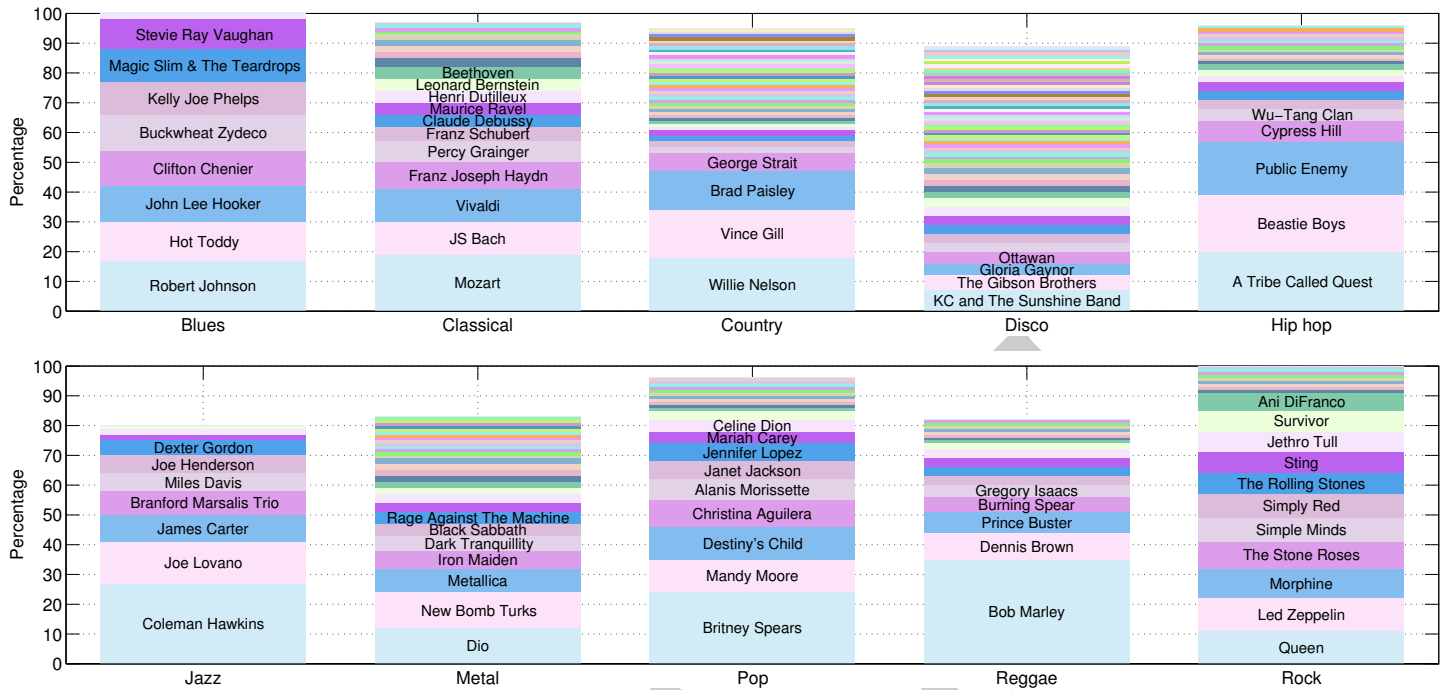 100
90
80
70
60
50
40
30
20
10
0
Percentage
Stevie Ray Vaughan
Magic Slim & The Teardrops
Kelly Joe Phelps
Buckwheat Zydeco
Clifton Chenier
John Lee Hooker
Hot Toddy
Robert Johnson
Blues
Beethoven
Leonard Bernstein
Henri Dutilleux
Maurice Ravel
Claude Debussy
Franz Schubert
Percy Grainger
Franz Joseph Haydn
Vivaldi
JS Bach
Mozart
Classical
George Strait
Brad Paisley
Vince Gill
Willie Nelson
Country
Ottawan
Gloria Gaynor
The Gibson Brothers
KC and The Sunshine Band
Disco
Wu−Tang Clan
Cypress Hill
Public Enemy
Beastie Boys
A Tribe Called Quest
Hip hop
100
90
80
70
60
50
40
30
20
10
0
Percentage
Dexter Gordon
Joe Henderson
Miles Davis
Branford Marsalis Trio
James Carter
Joe Lovano
Coleman Hawkins
Jazz
Rage Against The Machine
Black Sabbath
Dark Tranquillity
Iron Maiden
Metallica
New Bomb Turks
Dio
Metal
Celine Dion
Mariah Carey
Jennifer Lopez
Janet Jackson
Alanis Morissette
Christina Aguilera
Destiny's Child
Mandy Moore
Britney Spears
Pop
Gregory Isaacs
Burning Spear
Prince Buster
Dennis Brown
Bob Marley
Reggae
Ani DiFranco
Survivor
Jethro Tull
Sting
The Rolling Stones
Simply Red
Simple Minds
The Stone Roses
Morphine
Led Zeppelin
Queen
Rock